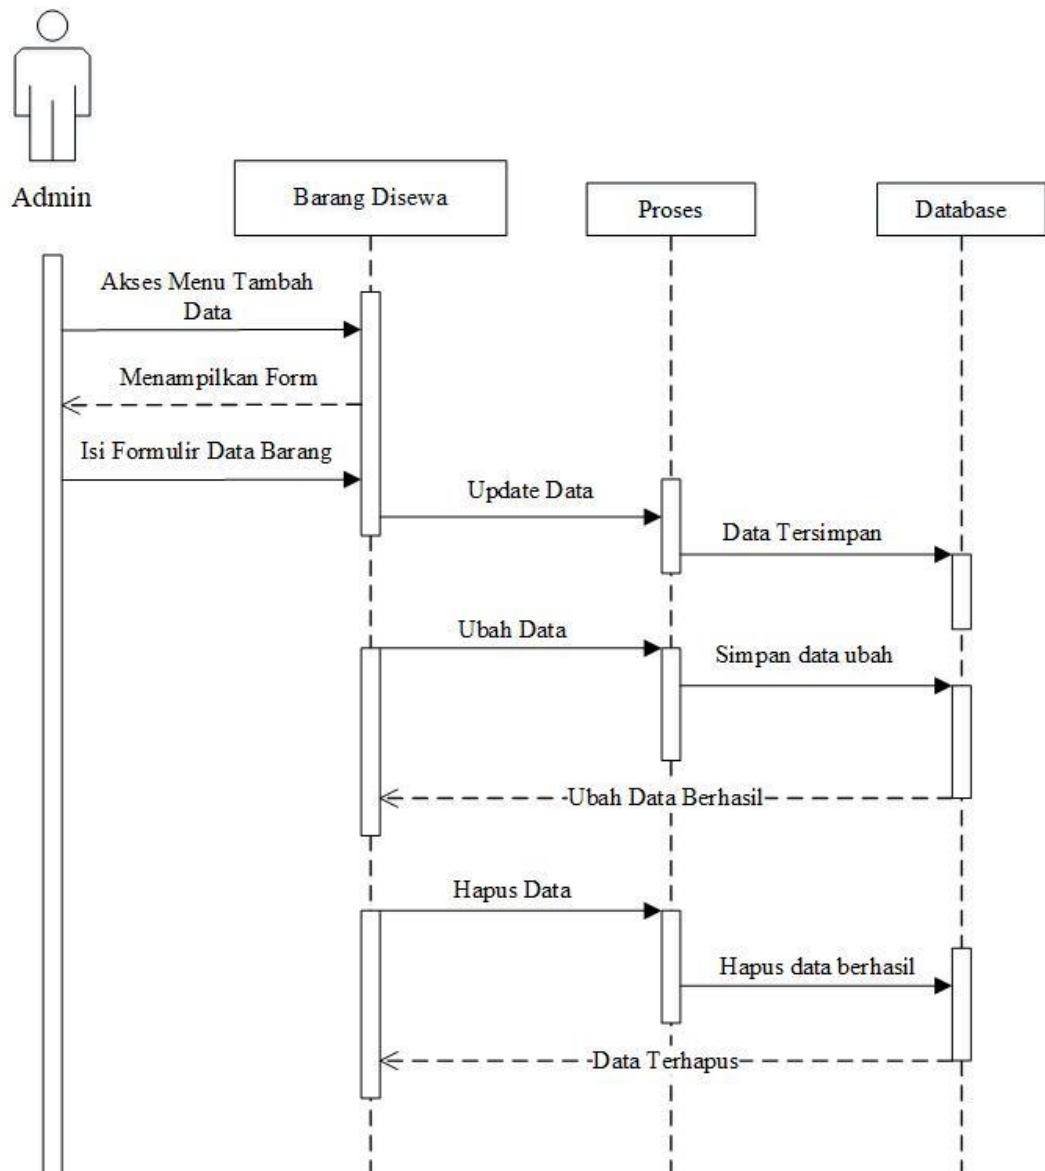 Admin
Barang Disewa
Proses
Database
Akses Menu Tambah
Data
Menampilkan Form
Isi Formulir Data Barang
Update Data
Data Tersimpan
Ubah Data
Simpan data ubah
Ubah Data Berhasil
Hapus Data
Hapus data berhasil
Data Terhapus